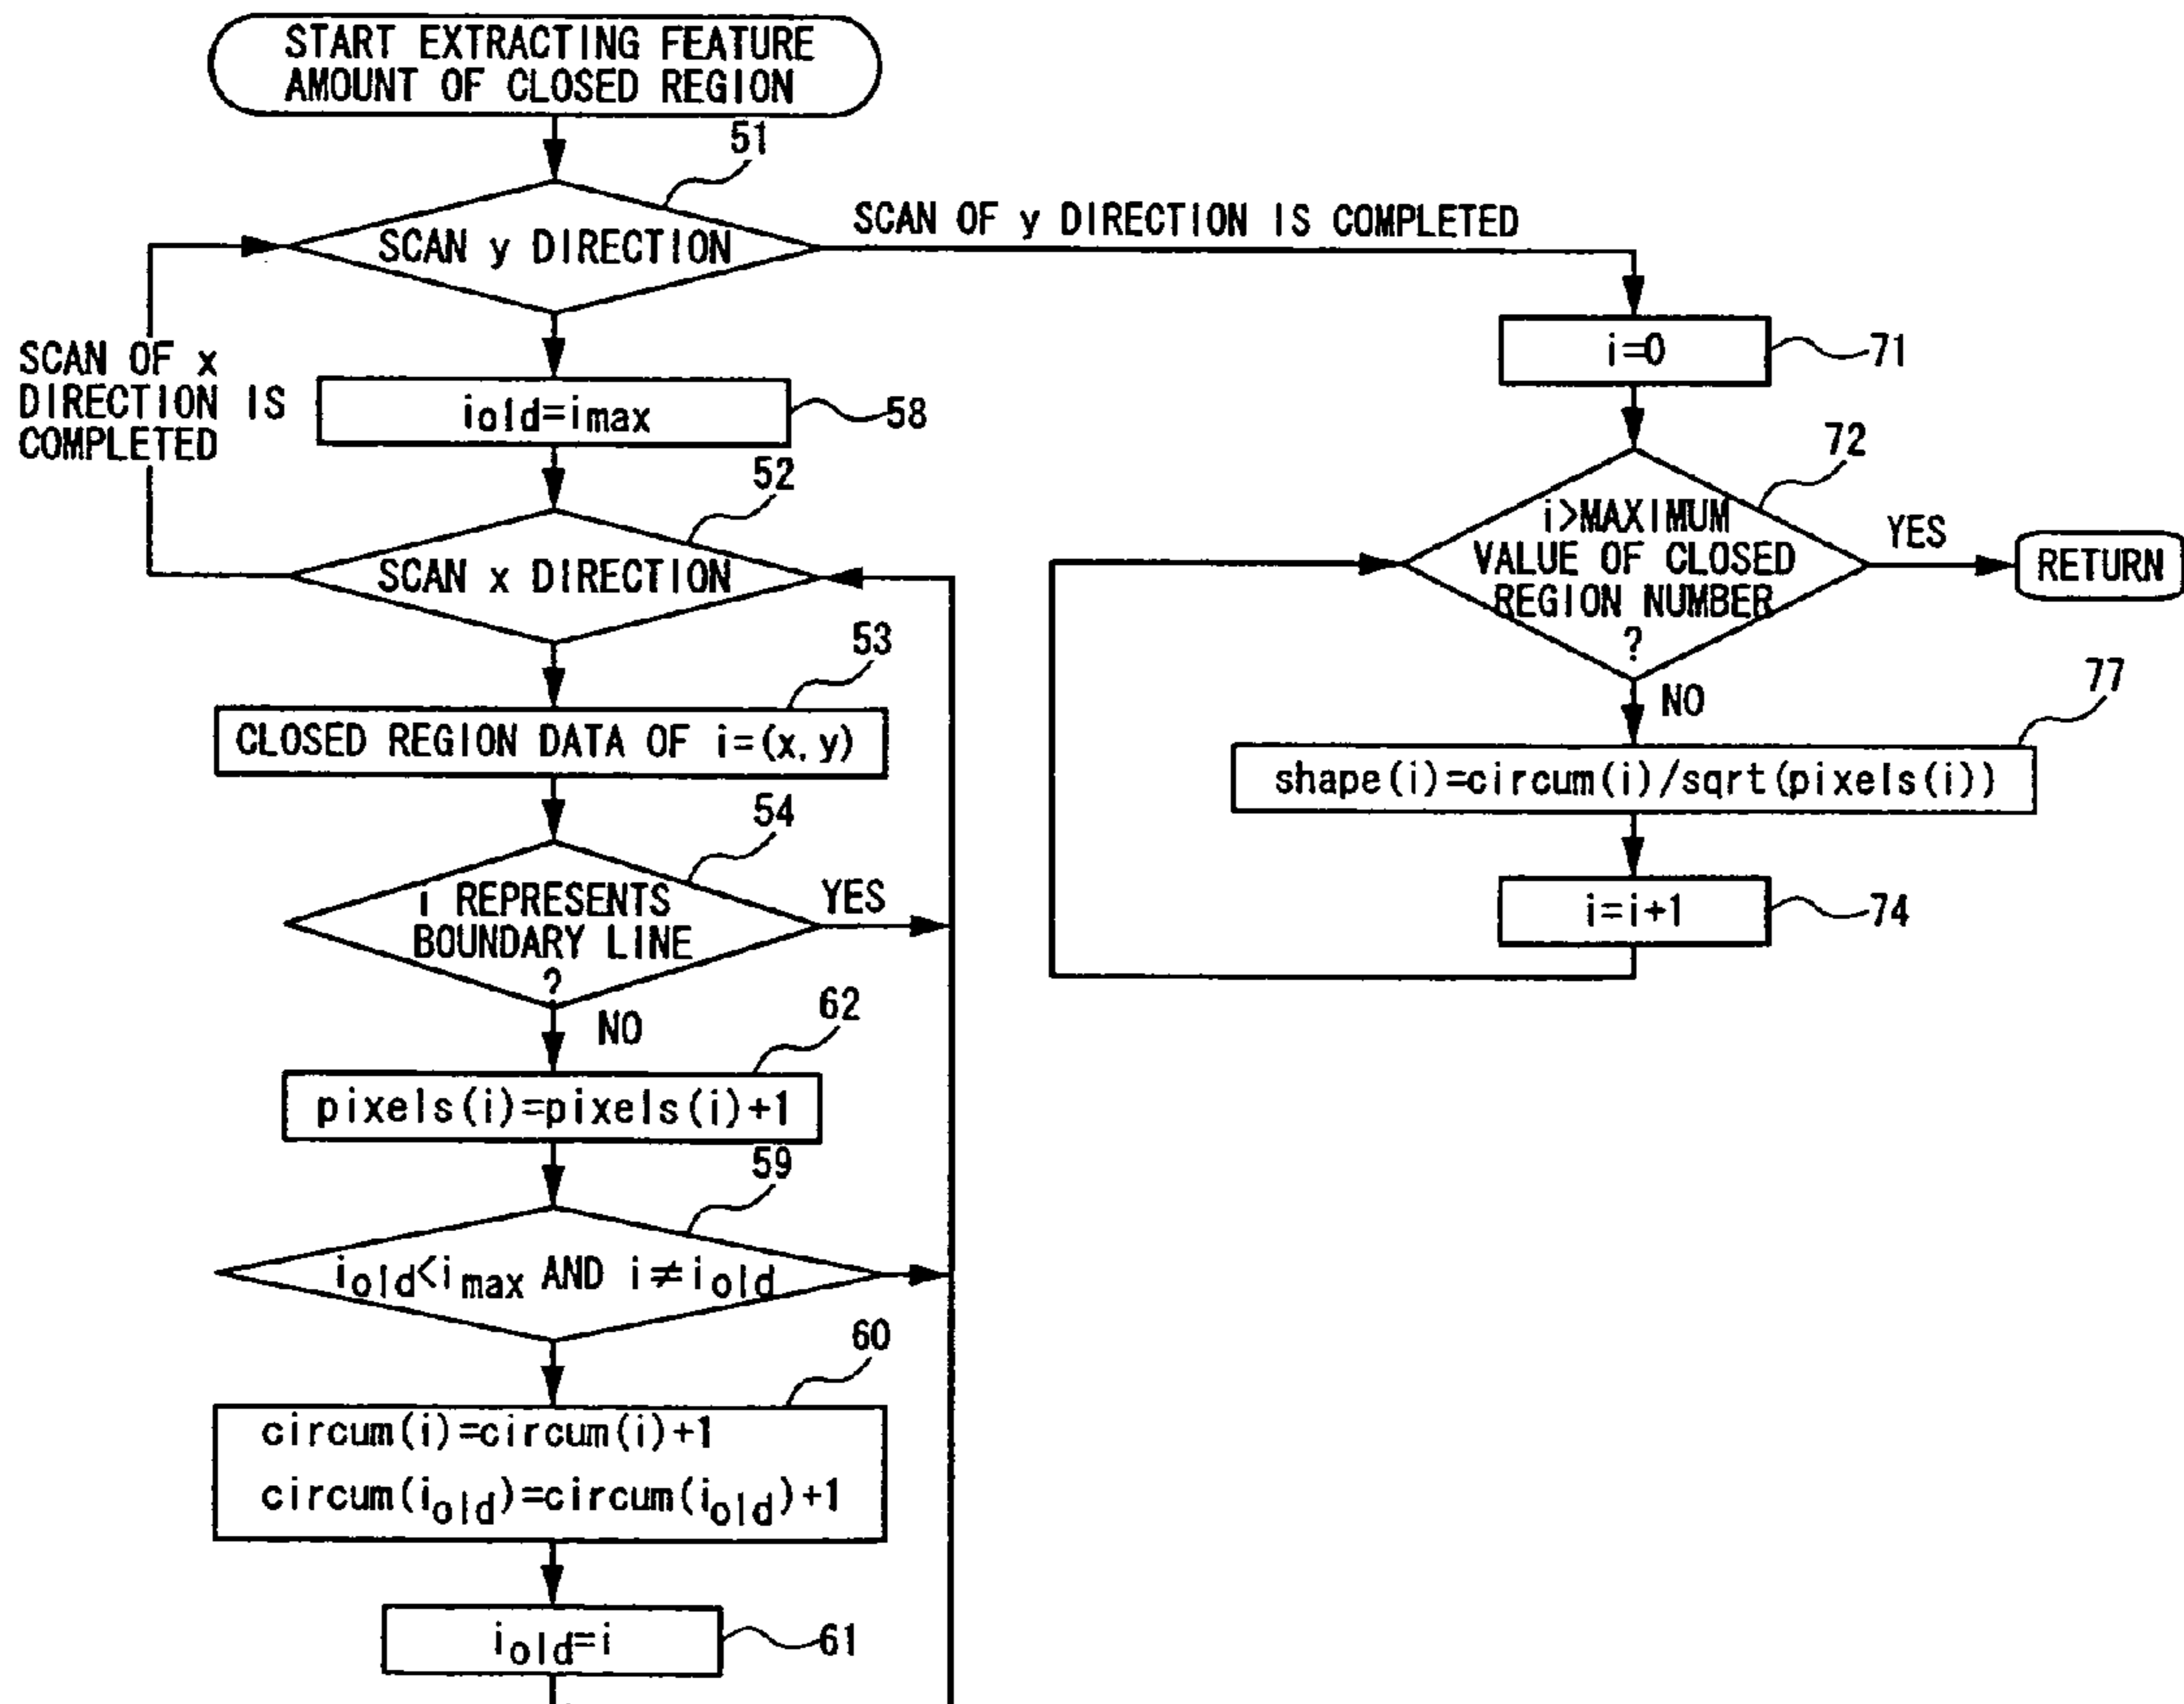 START EXTRACTING FEATURE
AMOUNT OF CLOSED REGION
51
SCAN y DIRECTION
SCAN OF y DIRECTION IS COMPLETED
SCAN OF x
DIRECTION IS
COMPLETED
iold=imax
58
52
SCAN x DIRECTION
53
CLOSED REGION DATA OF i=(x,y)
54
i REPRESENTS
BOUNDARY LINE
?
YES
NO
62
pixels(i)=pixels(i)+1
59
iold<imax AND i≠iold
60
circum(i)=circum(i)+1
circum(iold)=circum(iold)+1
iold=i
61
i=0
71
72
i>MAXIMUM
VALUE OF CLOSED
REGION NUMBER
?
YES
RETURN
NO
77
shape(i)=circum(i)/sqrt(pixels(i))
i=i+1
74